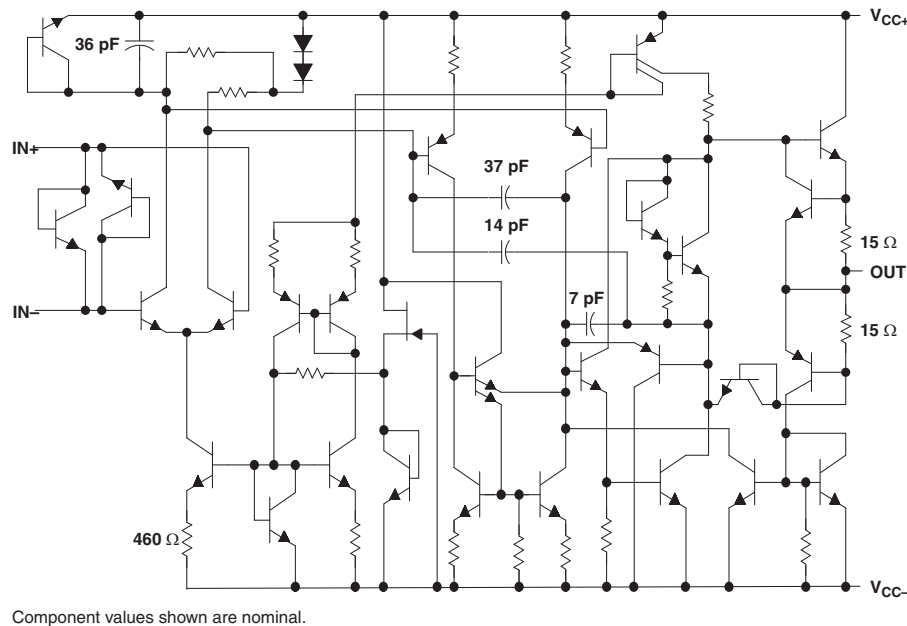 VCC+
36 pF
IN+
37 pF
14 pF
15 Ω
OUT
IN−
7 pF
15 Ω
460 Ω
VCC−
Component values shown are nominal.